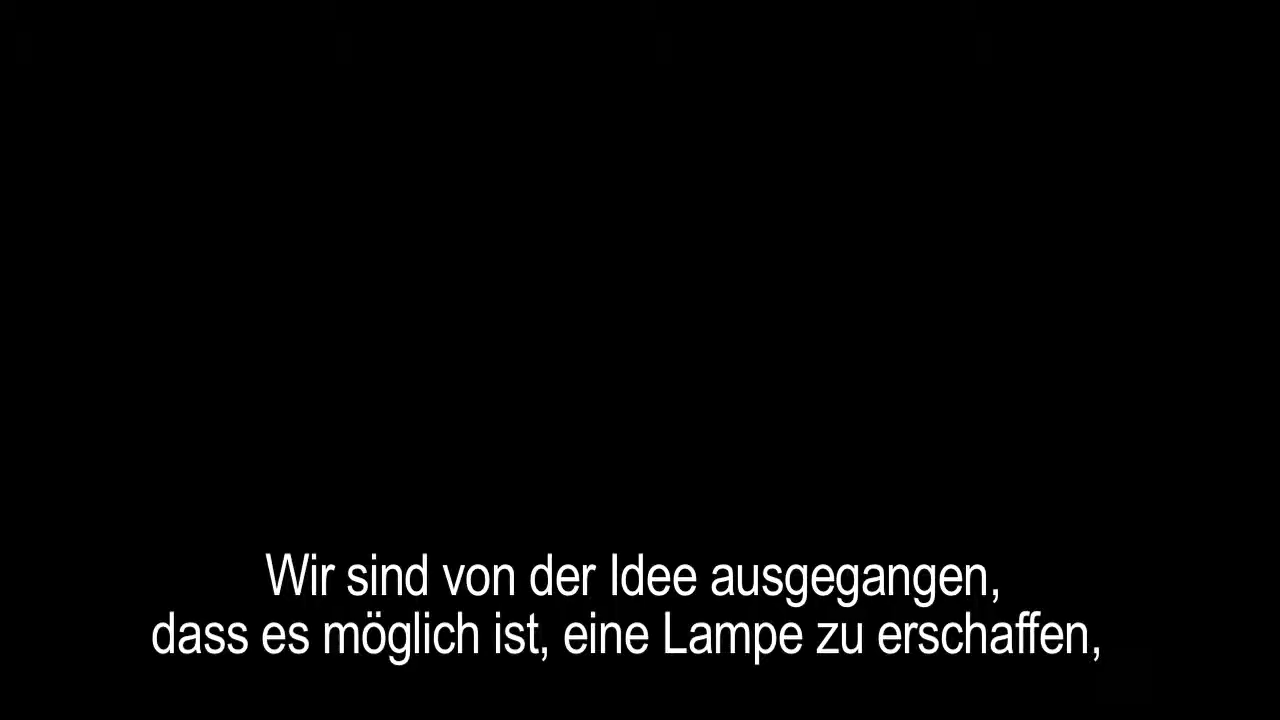 Wir sind von der Idee ausgegangen,
dass es möglich ist, eine Lampe zu erschaffen,